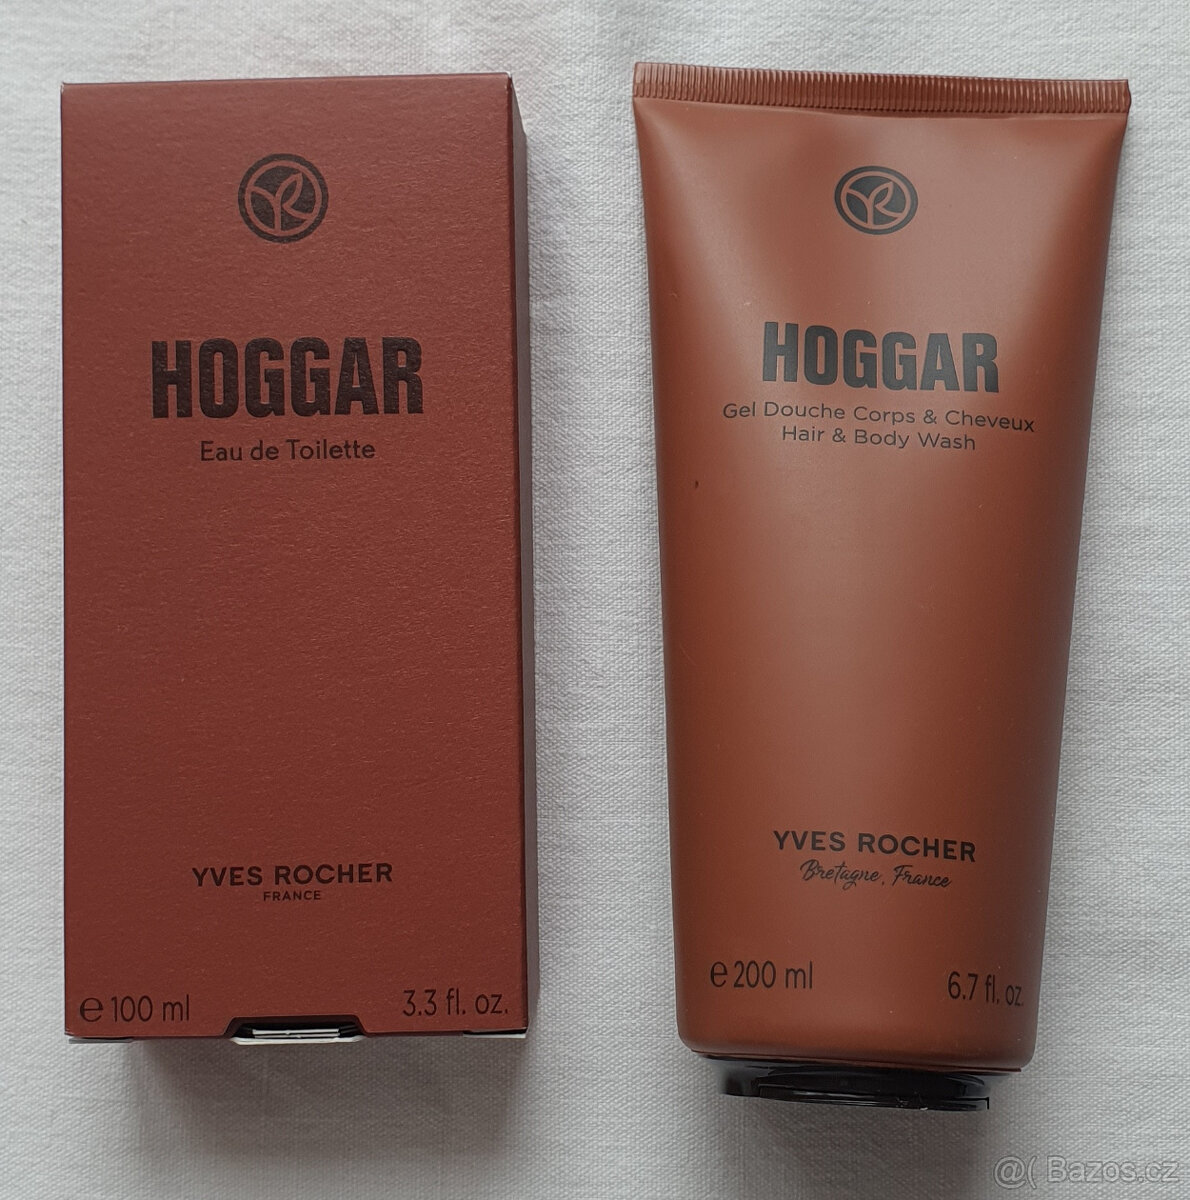 HOGGAR
Eau de Toilette
YVES ROCHER
FRANCE
e 100 ml
3.3 fl. oz.
HOGGAR
Gel Douche Corps & Cheveux
Hair & Body Wash
YVES ROCHER
Bretagne, France
e 200 ml
6.7 fl. oz.
@( Bazos.cz